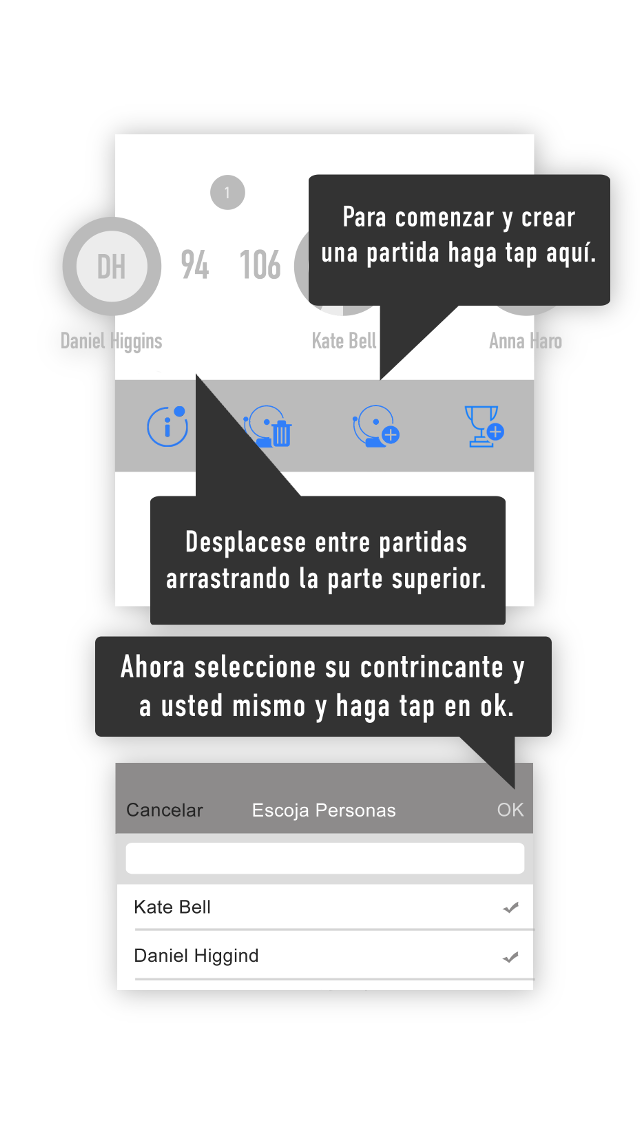 1
Para comenzar y crear
una partida haga tap aquí.
DH
94
106
Daniel Higgins
Kate Bell
Anna Haro
Desplacese entre partidas
arrastrando la parte superior.
Ahora seleccione su contrincante y
a usted mismo y haga tap en ok.
Cancelar
Escoja Personas
OK
Kate Bell
Daniel Higgind